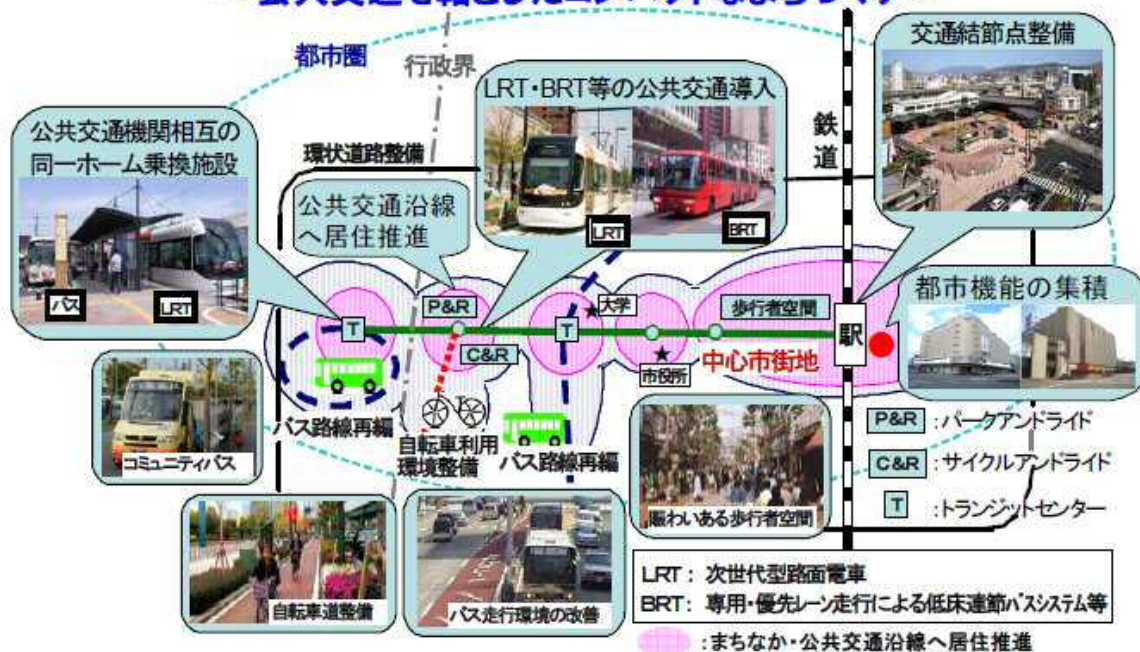 都市圏
行政界
交通結節点整備
LRT・BRT等の公共交通導入
鉄道
公共交通機関相互の
同一ホーム乗換施設
環状道路整備
公共交通沿線
へ居住推進
LRT
BRT
バス
LRT
P&R
T
C&R
T
大学
市役所
歩行者空間
中心市街地
駅
都市機能の集積
バス路線再編
コミュニティバス
自転車利用
環境整備
バス路線再編
P&R:パークアンドライド
C&R:サイクルアンドライド
T:トランジットセンター
賑わいある歩行者空間
自転車道整備
バス走行環境の改善
LRT: 次世代型路面電車
BRT: 専用・優先レーン走行による低床連節バスシステム等
:まちなか・公共交通沿線へ居住推進